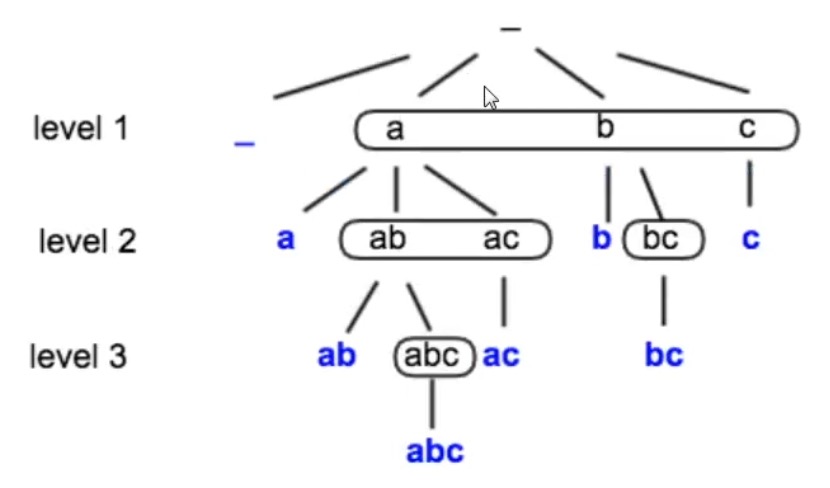 –
level 1 – a b c
level 2 a ab ac b bc c
level 3 ab abc ac bc
abc